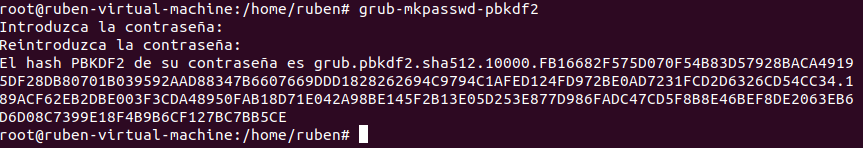 root@ruben-virtual-machine:/home/ruben# grub-mkpasswd-pbkdf2
Introduzca la contraseña:
Reintroduzca la contraseña:
El hash PBKDF2 de su contraseña es grub.pbkdf2.sha512.10000.FB16682F575D070F54B83D57928BACA4919
5DF28DB80701B039592AAD88347B6607669DDD1828262694C9794C1AFED124FD972BE0AD7231FCD2D6326CD54CC34.1
89ACF62EB2DBE003F3CDA48950FAB18D71E042A98BE145F2B13E05D253E877D986FADC47CD5F8B8E46BEF8DE2063EB6
D6D08C7399E18F4B9B6CF127BC7BB5CE
root@ruben-virtual-machine:/home/ruben#